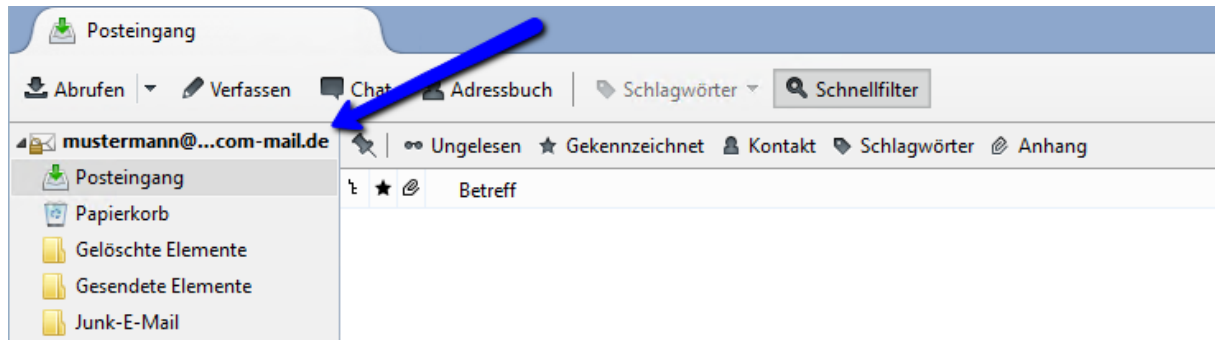 Posteingang
Abrufen Verfassen Chat Adressbuch Schlagwörter Schnellfilter
mustermann@...com-mail.de Ungelesen Gekennzeichnet Kontakt Schlagwörter Anhang
Posteingang
Betreff
Papierkorb
Gelöschte Elemente
Gesendete Elemente
Junk-E-Mail